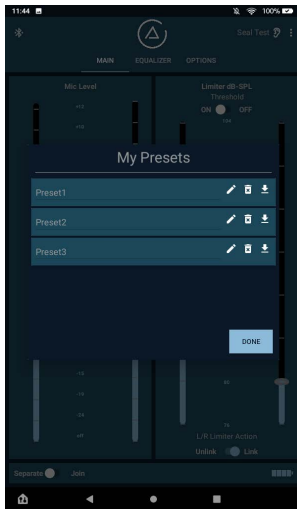 11:44
100%
Seal Test
MAIN EQUALIZER OPTIONS
Mic Level
Limiter dB-SPL
Threshold
ON OFF
My Presets
Preset1
Preset2
Preset3
DONE
off
L/R Limiter Action
Unlink Link
Separate Join